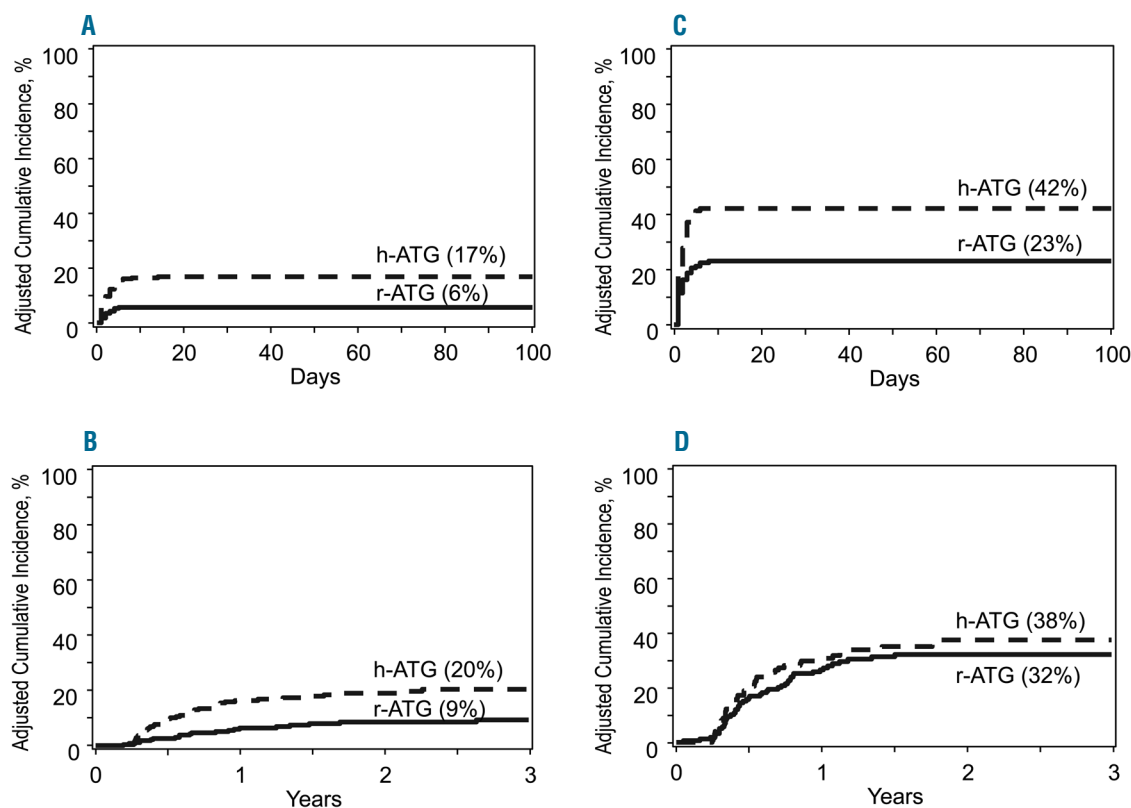 A
Adjusted Cumulative Incidence, %
100
80
60
40
20
0
h-ATG (17%)
r-ATG (6%)
0 20 40 60 80 100
Days
C
Adjusted Cumulative Incidence, %
100
80
60
40
20
0
h-ATG (42%)
r-ATG (23%)
0 20 40 60 80 100
Days
B
Adjusted Cumulative Incidence, %
100
80
60
40
20
0
h-ATG (20%)
r-ATG (9%)
0 1 2 3
Years
D
Adjusted Cumulative Incidence, %
100
80
60
40
20
0
h-ATG (38%)
r-ATG (32%)
0 1 2 3
Years